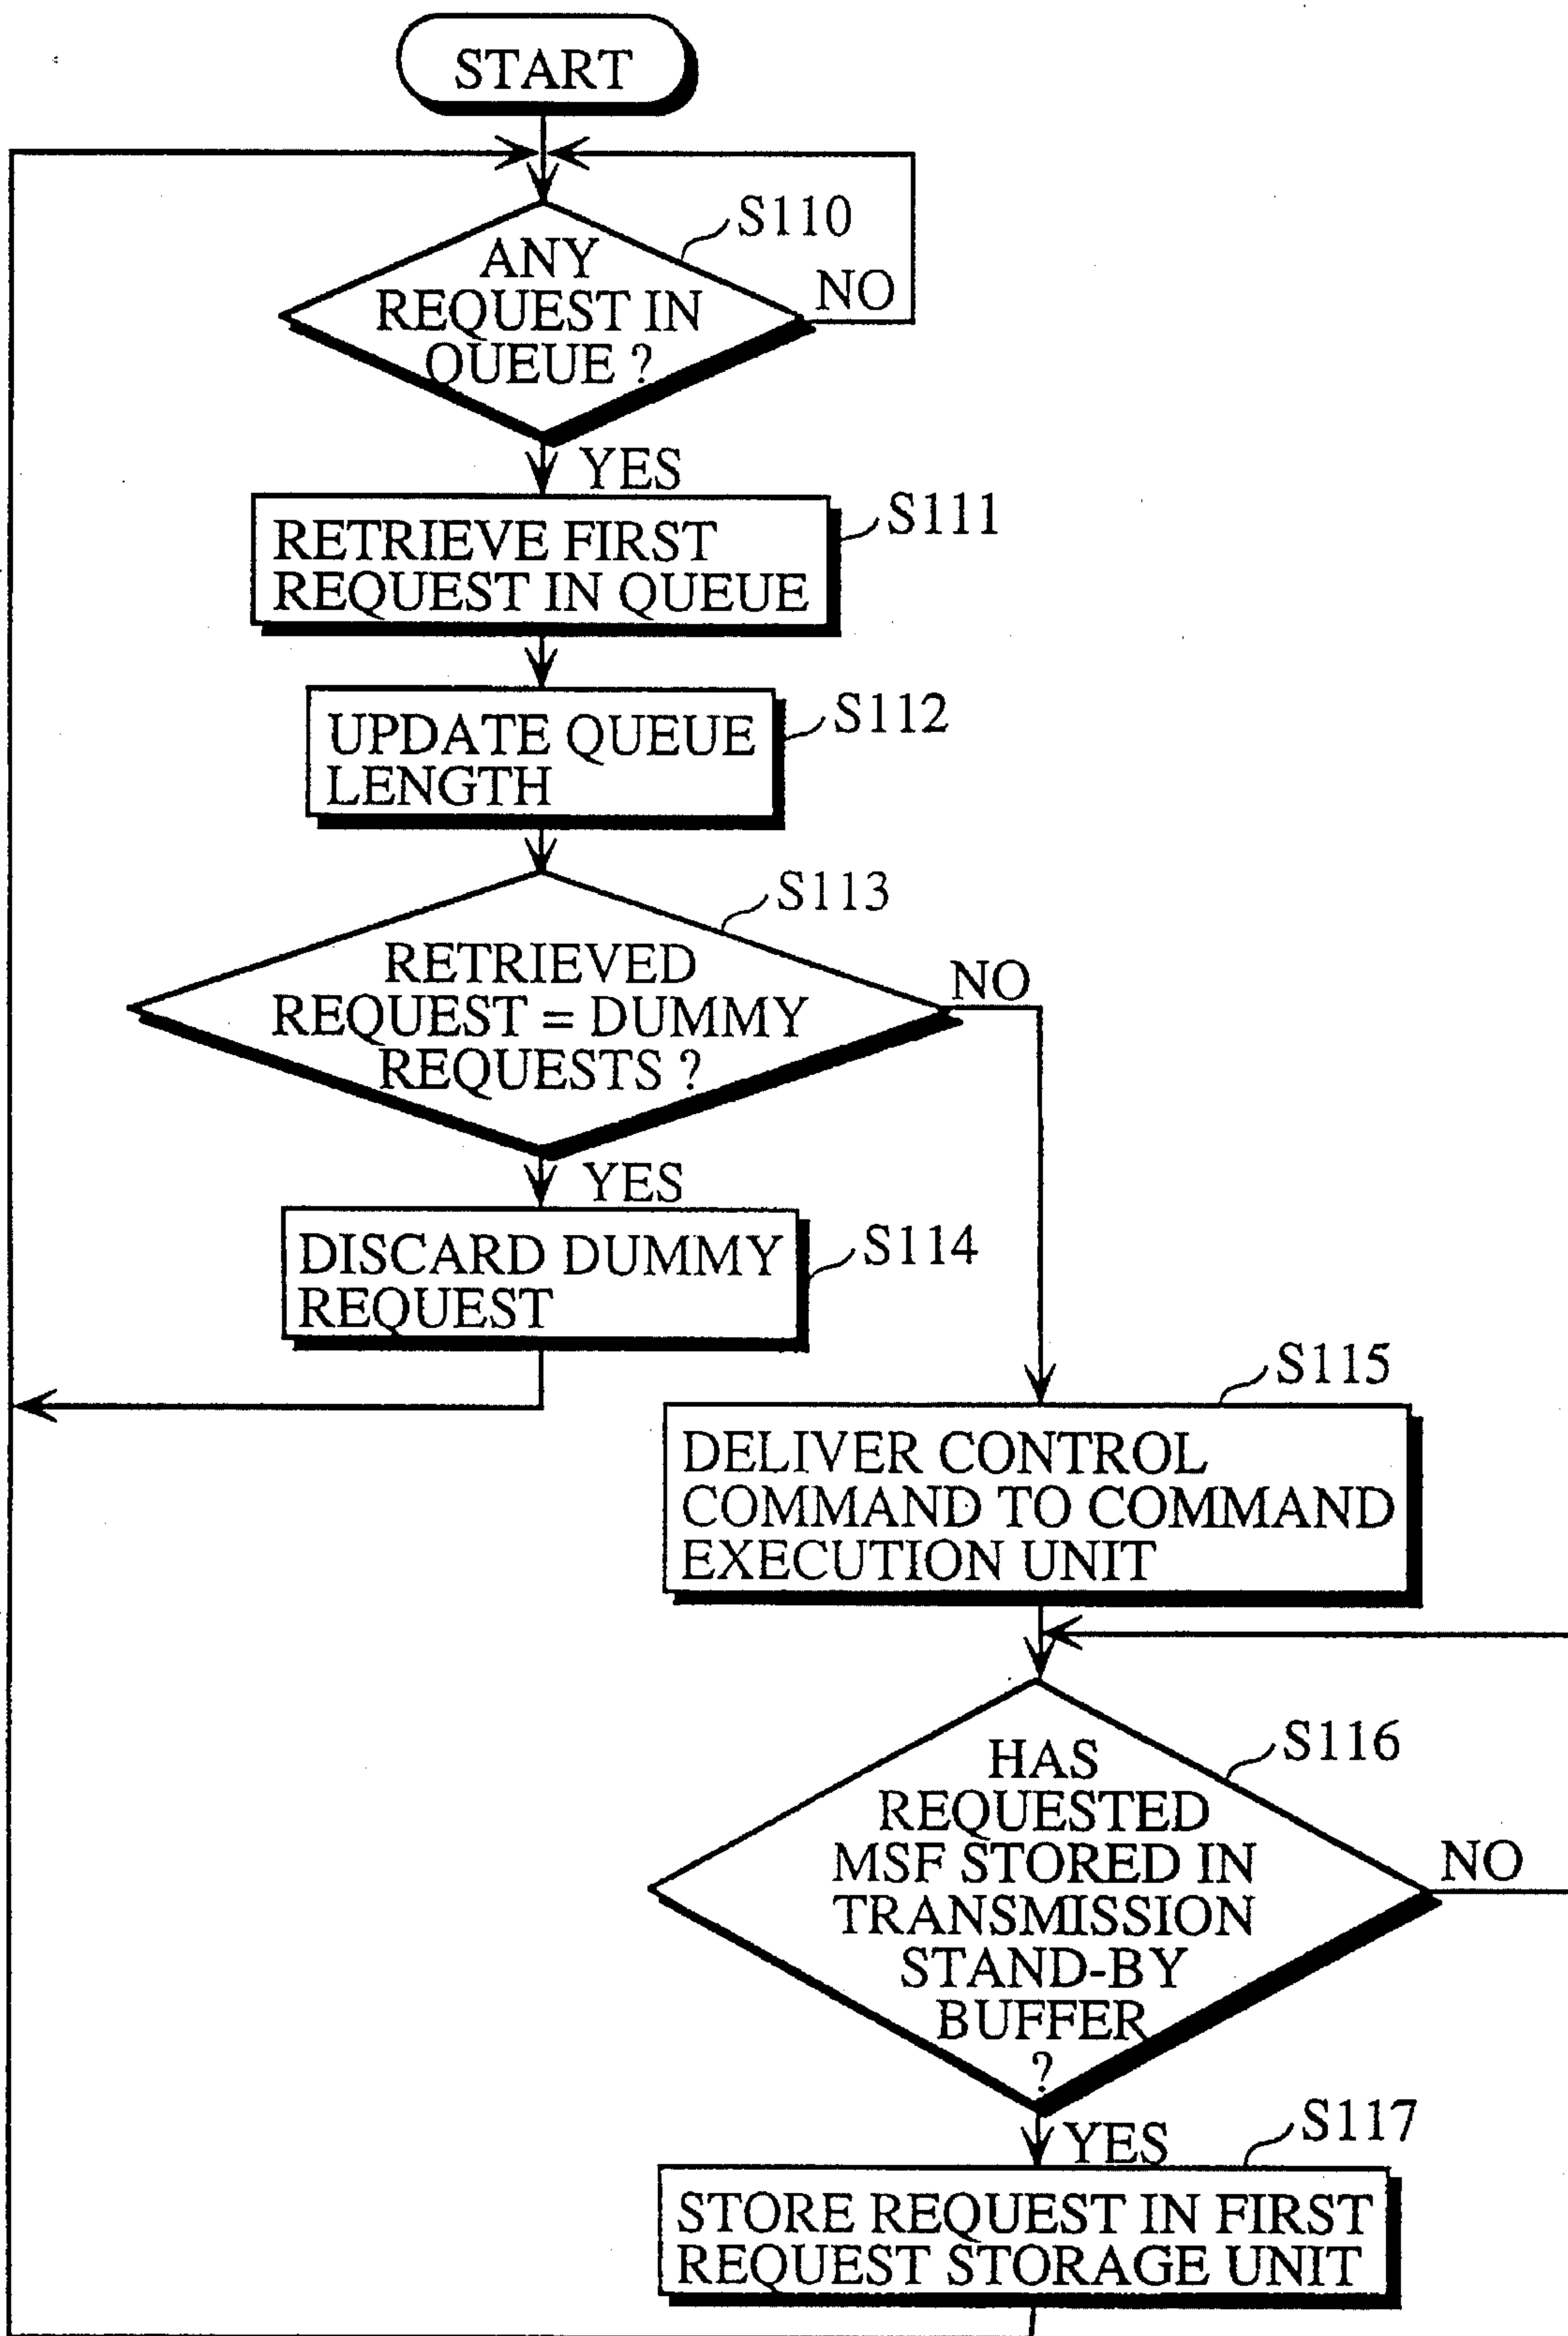 START
S110
ANY
REQUEST IN
QUEUE ?
NO
YES
S111
RETRIEVE FIRST
REQUEST IN QUEUE
S112
UPDATE QUEUE
LENGTH
S113
RETRIEVED
REQUEST = DUMMY
REQUESTS ?
NO
YES
S114
DISCARD DUMMY
REQUEST
S115
DELIVER CONTROL
COMMAND TO COMMAND
EXECUTION UNIT
S116
HAS
REQUESTED
MSF STORED IN
TRANSMISSION
STAND-BY
BUFFER
?
NO
YES
S117
STORE REQUEST IN FIRST
REQUEST STORAGE UNIT